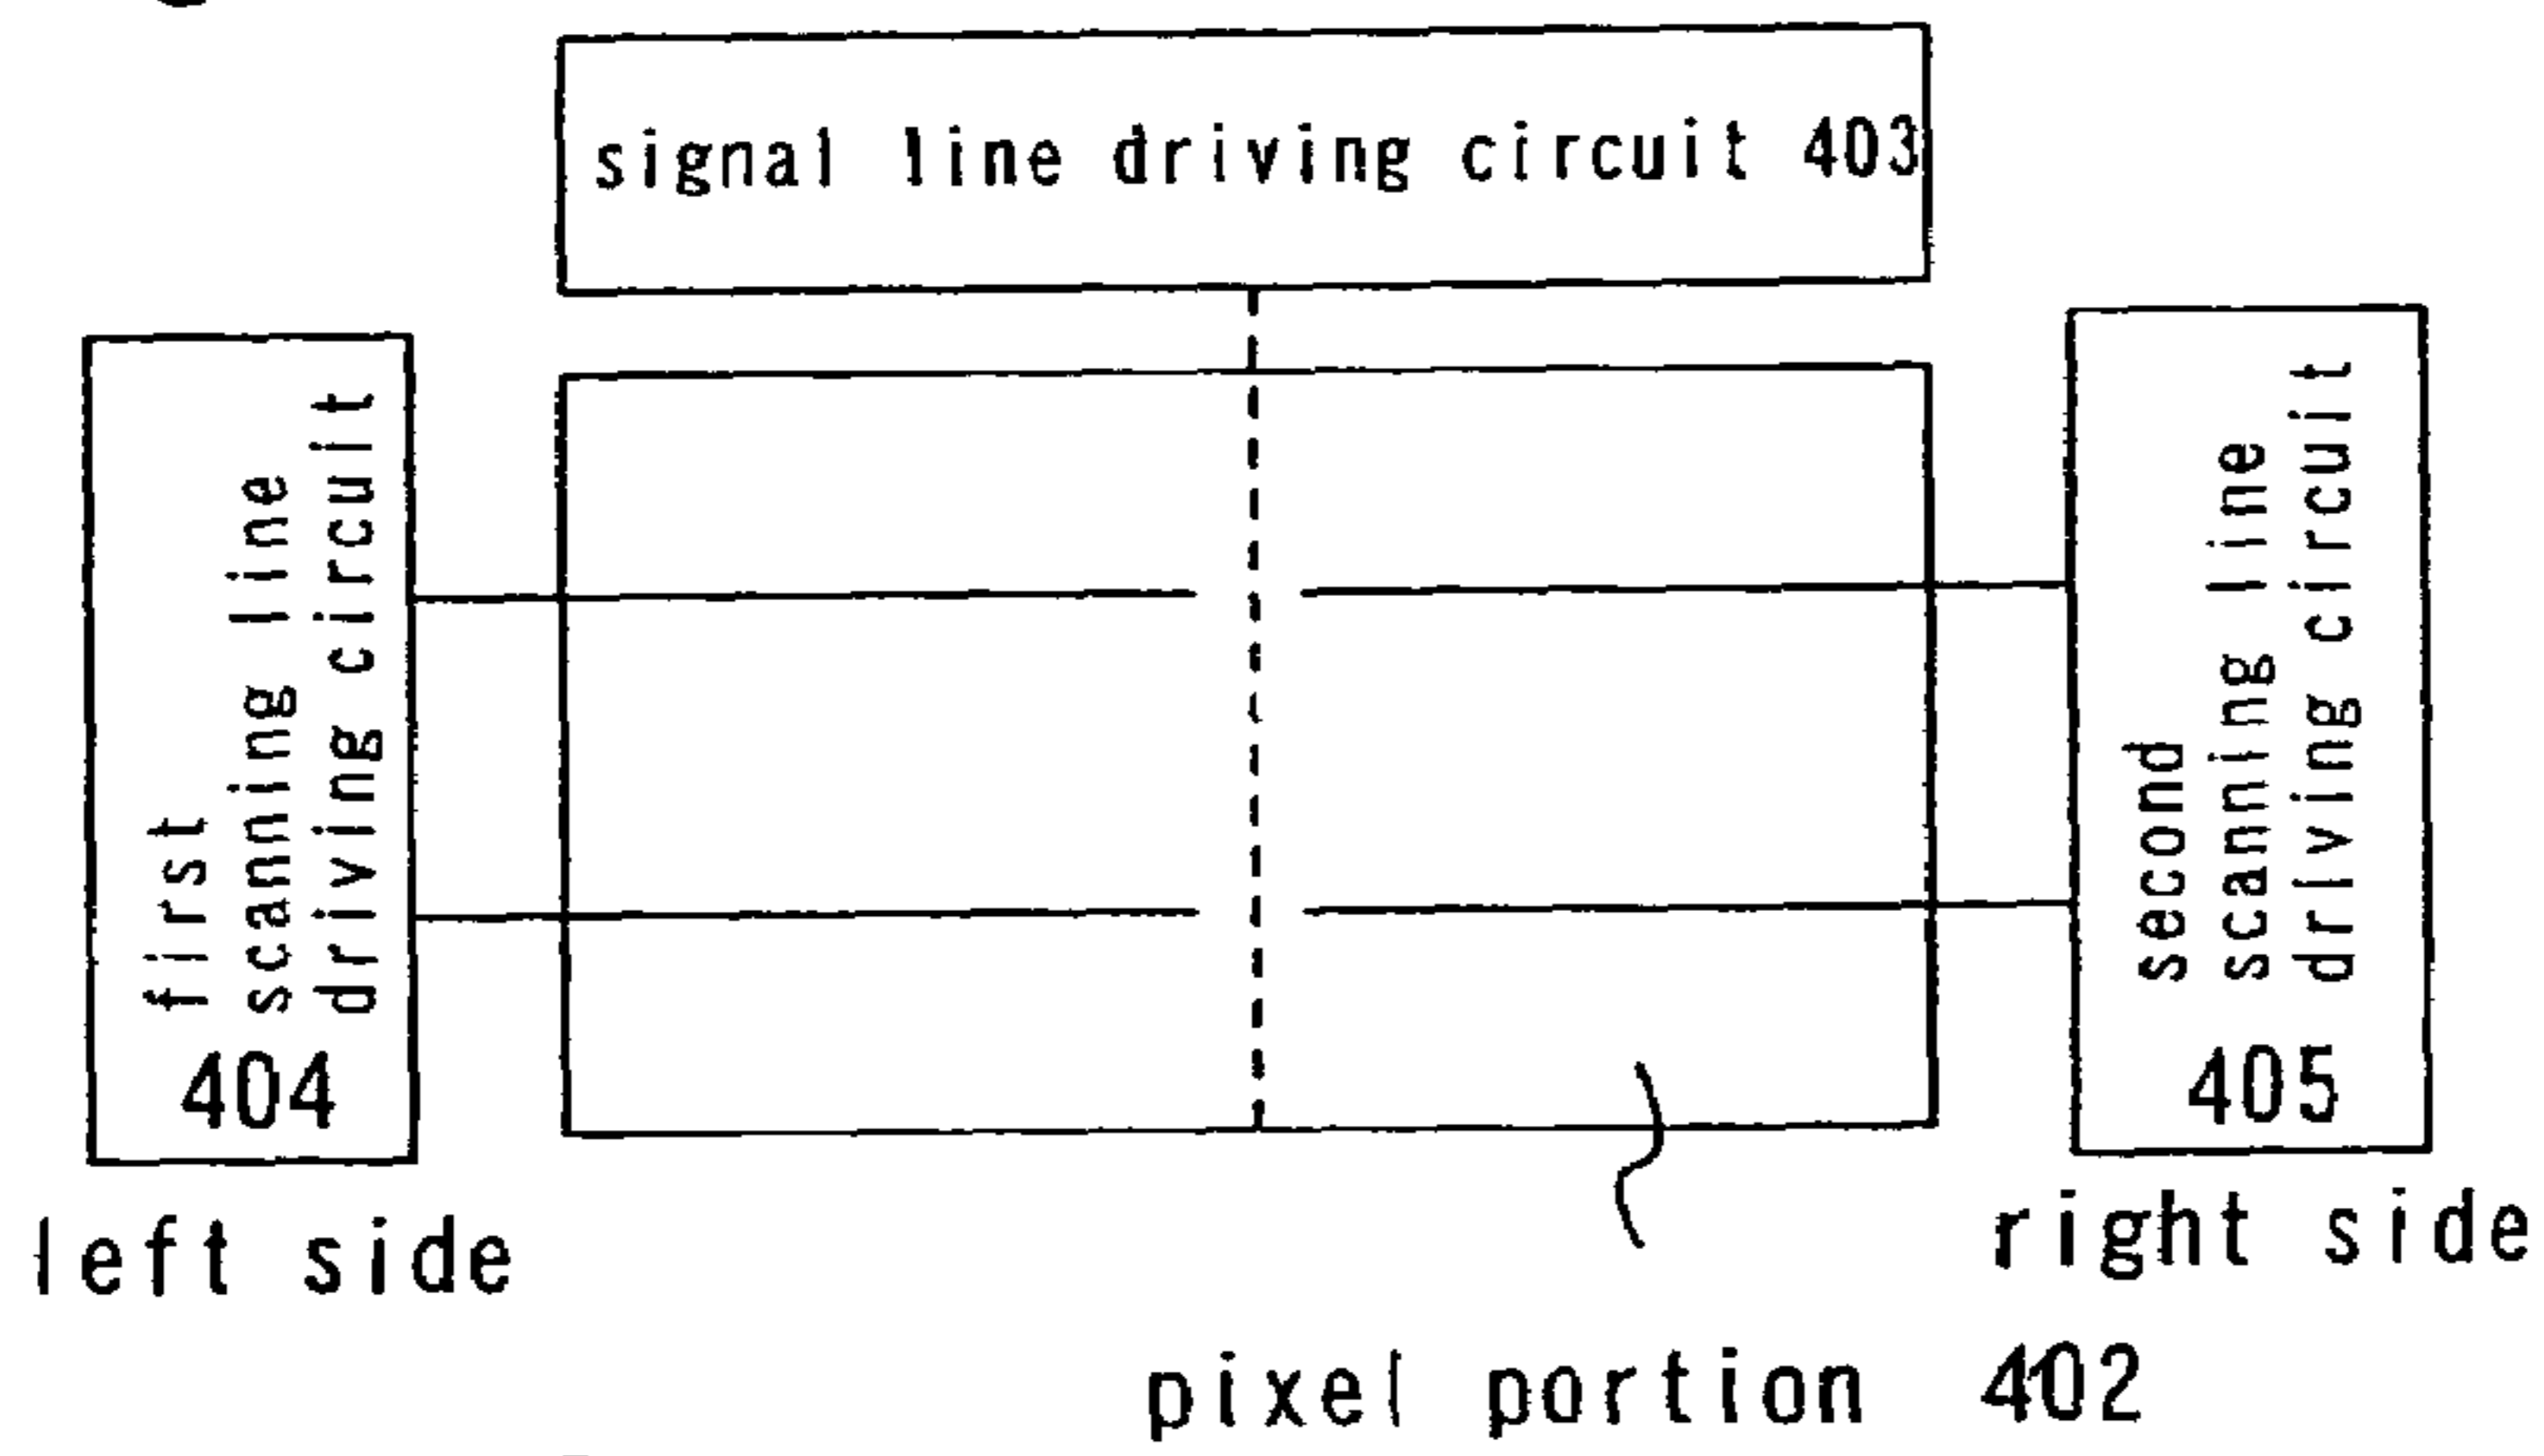 signal line driving circuit 403
first
scanning line
driving circuit
404
second
scanning line
driving circuit
405
left side
right side
pixel portion 402